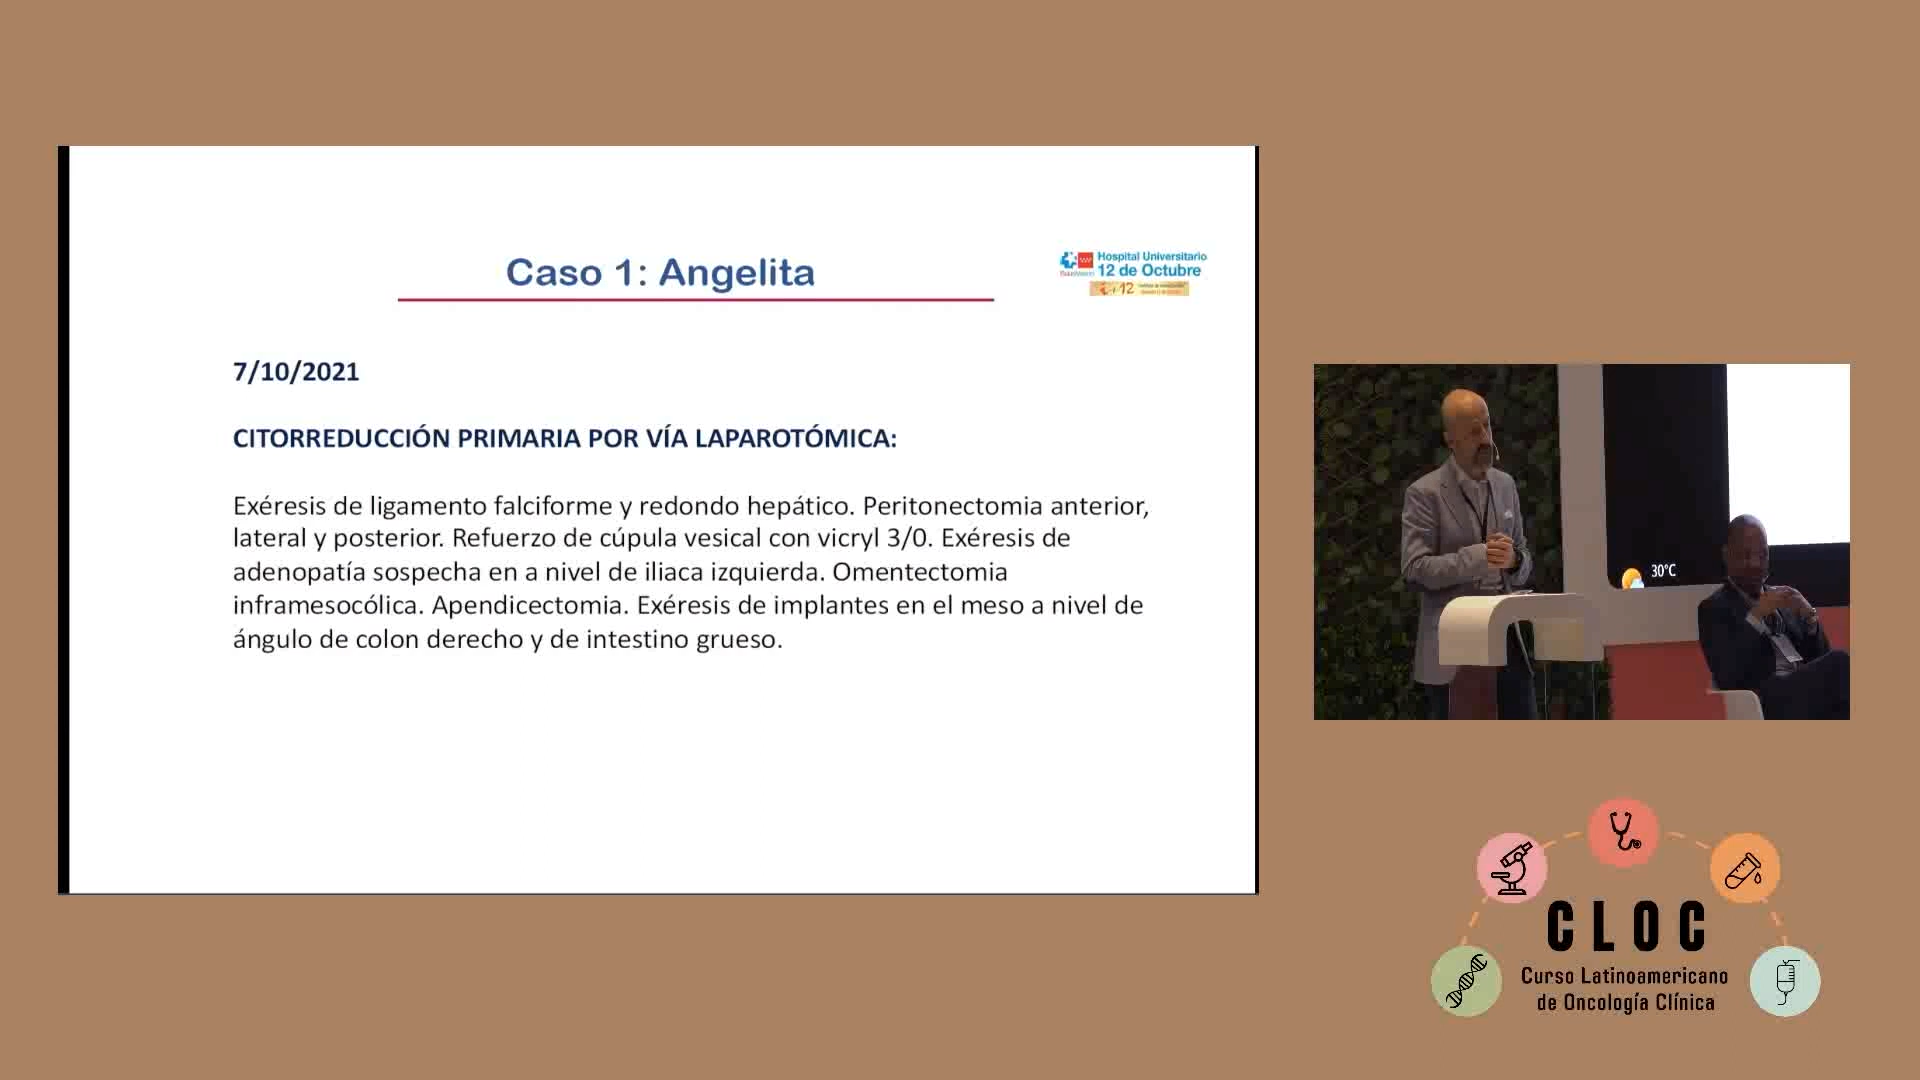 Caso 1: Angelita
Hospital Universitario
12 de Octubre
7/10/2021
CITORREDUCCIÓN PRIMARIA POR VÍA LAPAROTÓMICA:
Exéresis de ligamento falciforme y redondo hepático. Peritonectomia anterior,
lateral y posterior. Refuerzo de cúpula vesical con vicryl 3/0. Exéresis de
adenopatía sospecha en a nivel de iliaca izquierda. Omentectomia
inframesocólica. Apendicectomia. Exéresis de implantes en el meso a nivel de
ángulo de colon derecho y de intestino grueso.
30°C
CLOC
Curso Latinoamericano
de Oncología Clínica